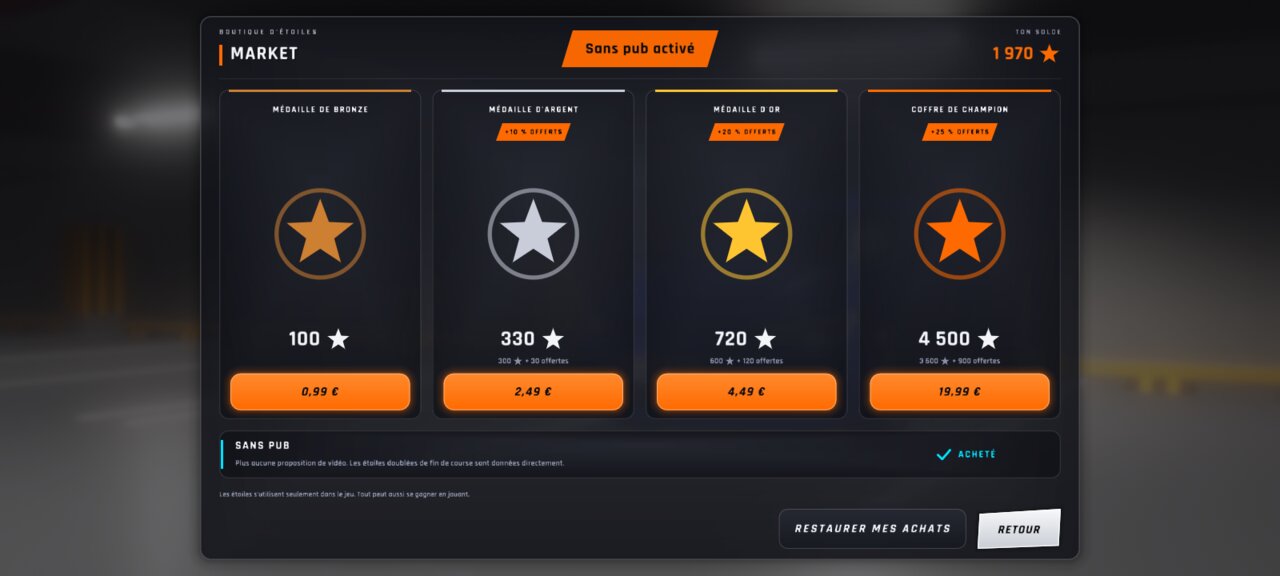 BOUTIQUE D'ÉTOILES
MARKET
Sans pub activé
TON SOLDE
1 970
MÉDAILLE DE BRONZE
100
0,99 €
MÉDAILLE D'ARGENT
+10 % OFFERTS
330
300 ★ + 30 offertes
2,49 €
MÉDAILLE D'OR
+20 % OFFERTS
720
600 ★ + 120 offertes
4,49 €
COFFRE DE CHAMPION
+25 % OFFERTS
4 500
3 600 ★ + 900 offertes
19,99 €
SANS PUB
Plus aucune proposition de vidéo. Les étoiles doublées de fin de course sont données directement.
ACHETÉ
Les étoiles s'utilisent seulement dans le jeu. Tout peut aussi se gagner en jouant.
RESTAURER MES ACHATS
RETOUR